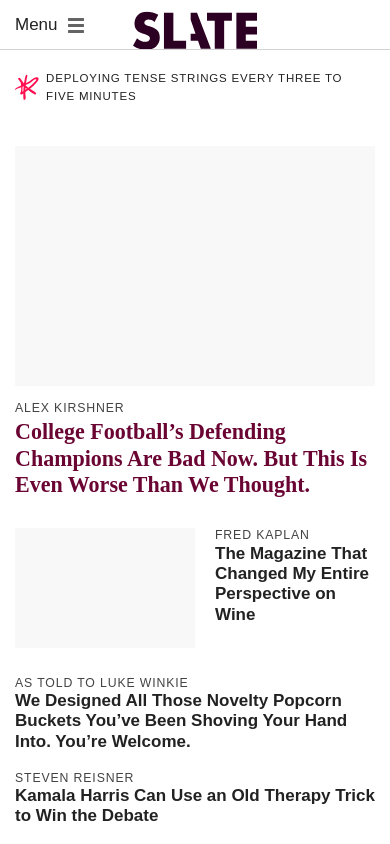 Menu
SLATE
DEPLOYING TENSE STRINGS EVERY THREE TO
FIVE MINUTES
ALEX KIRSHNER
College Football’s Defending
Champions Are Bad Now. But This Is
Even Worse Than We Thought.
FRED KAPLAN
The Magazine That
Changed My Entire
Perspective on
Wine
AS TOLD TO LUKE WINKIE
We Designed All Those Novelty Popcorn
Buckets You’ve Been Shoving Your Hand
Into. You’re Welcome.
STEVEN REISNER
Kamala Harris Can Use an Old Therapy Trick
to Win the Debate